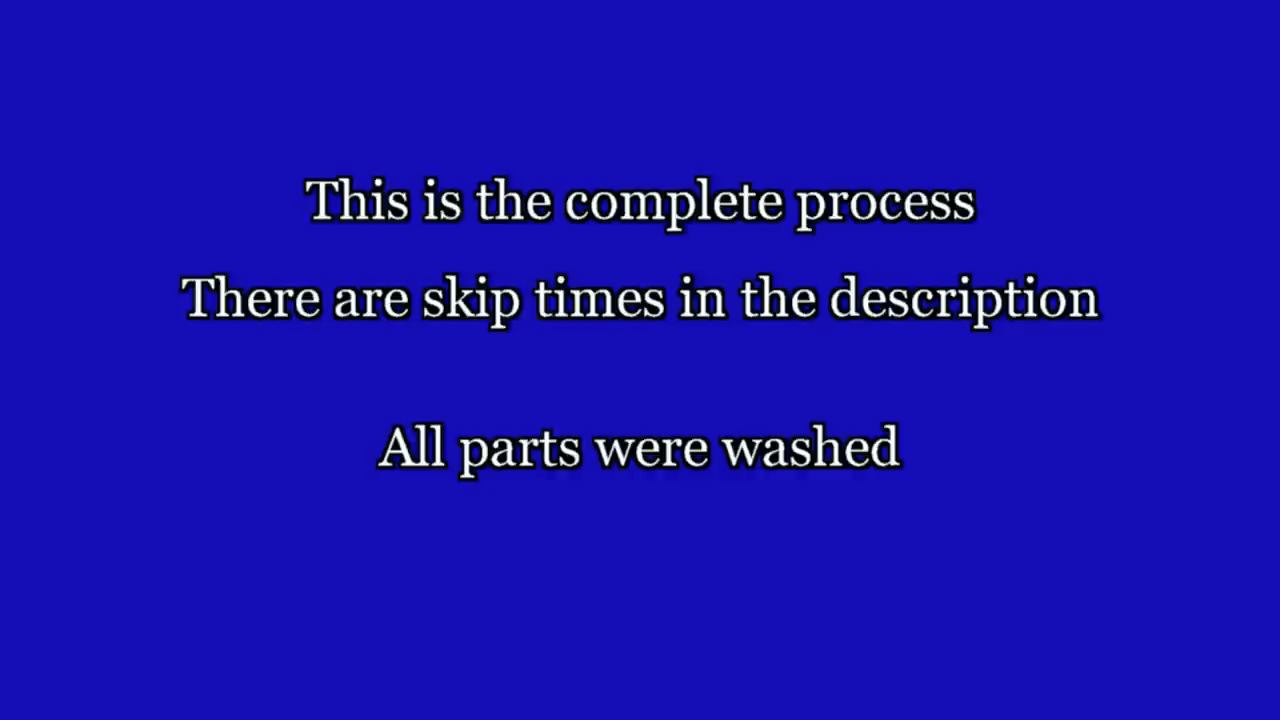 This is the complete process
There are skip times in the description
All parts were washed